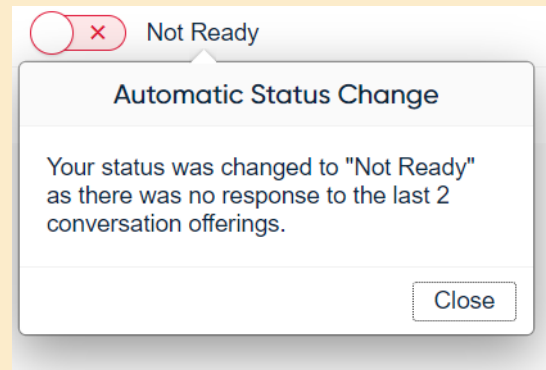 Not Ready
Automatic Status Change
Your status was changed to "Not Ready"
as there was no response to the last 2
conversation offerings.
Close